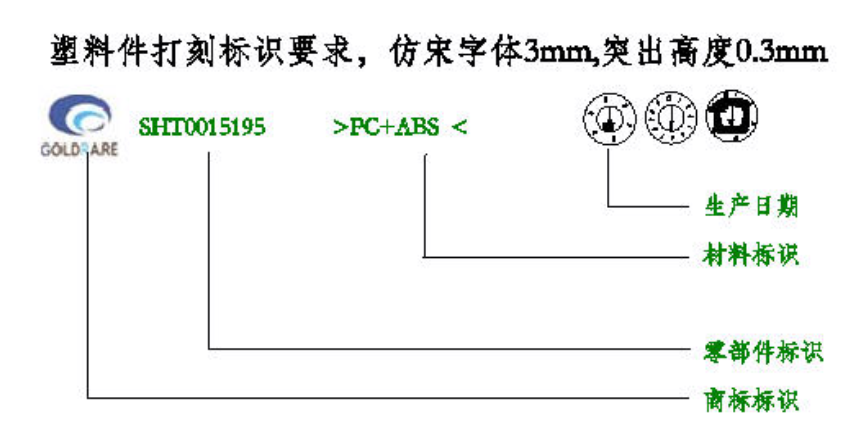 塑料件打刻标识要求，仿宋字体3mm,突出高度0.3mm
SHT0015195 >PC+ABS <
GOLDRARE
生产日期
材料标识
零部件标识
商标标识